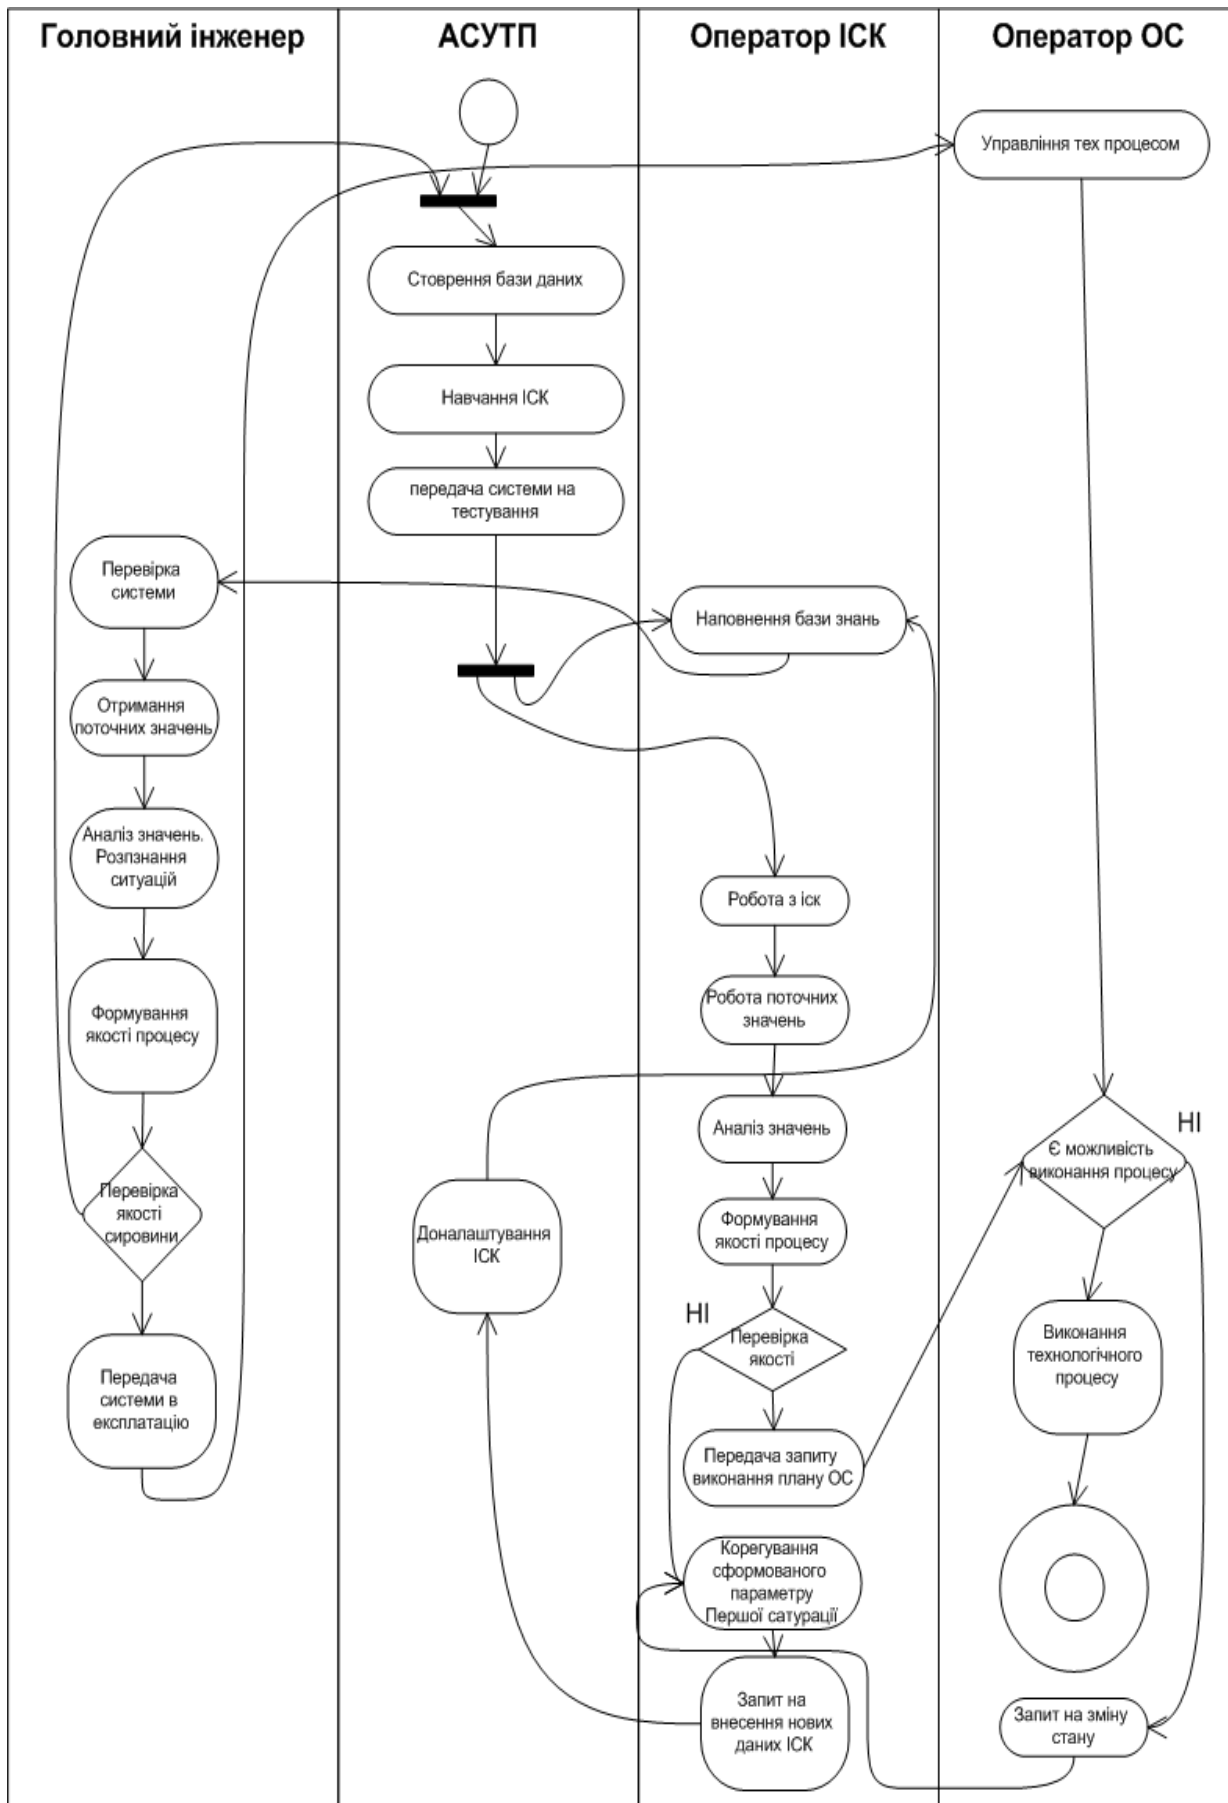 Головний інженер
АСУТП
Оператор ІСК
Оператор ОС
Управління тех процесом
Стоврення бази даних
Навчання ІСК
передача системи на
тестування
Перевірка
системи
Наповнення бази знань
Отримання
поточних значень
Аналіз значень.
Розпзнання
ситуацій
Робота з іск
Формування
якості процесу
Робота поточних
значень
Аналіз значень
НІ
Є можливість
виконання процесу
Перевірка
якості
сировини
Доналаштування
ІСК
Формування
якості процесу
НІ
Перевірка
якості
Виконання
технологічного
процесу
Передача
системи в
експлатацію
Передача запиту
виконання плану ОС
Корегування
сформованого
параметру
Першої сатурації
Запит на
внесення нових
даних ІСК
Запит на зміну
стану